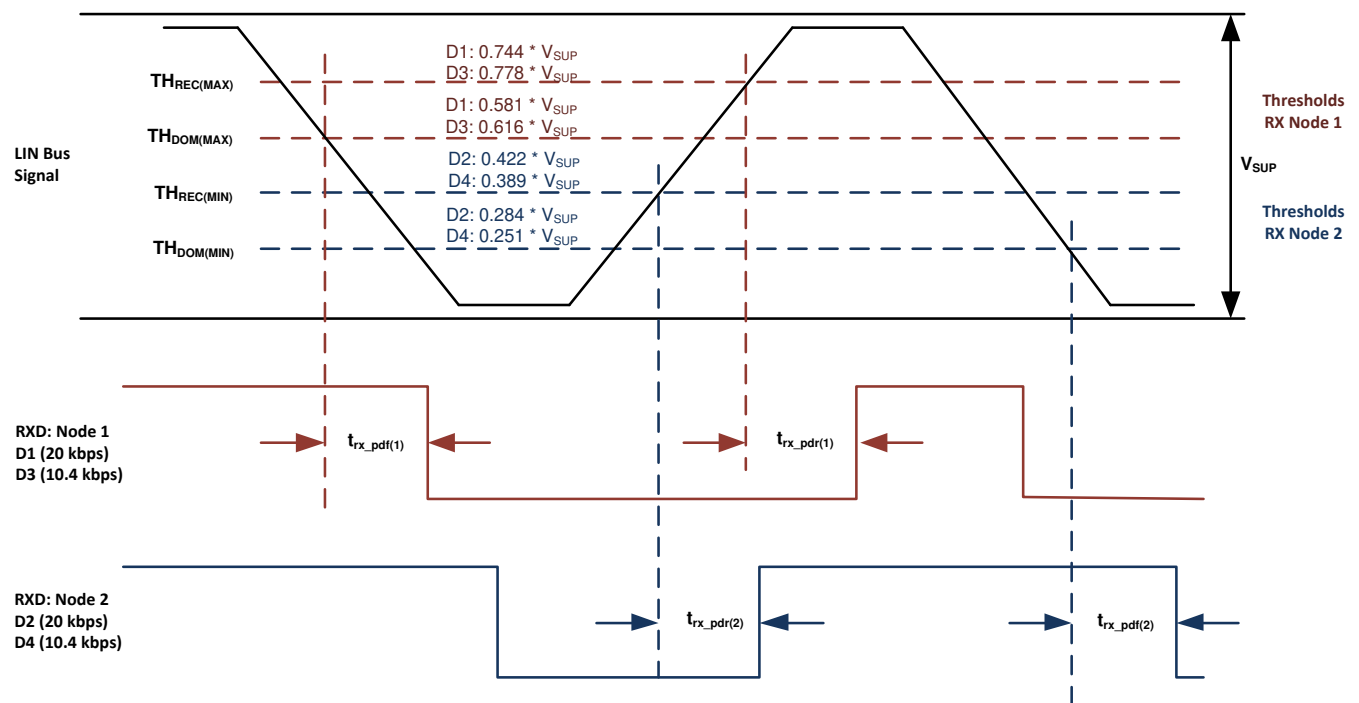 D1: 0.744 * VSUP
THREC(MAX)
D3: 0.778 * VSUP
D1: 0.581 * VSUP
THDOM(MAX)
D3: 0.616 * VSUP
Thresholds
RX Node 1
LIN Bus
Signal
D2: 0.422 * VSUP
THREC(MIN)
D4: 0.389 * VSUP
VSUP
D2: 0.284 * VSUP
THDOM(MIN)
D4: 0.251 * VSUP
Thresholds
RX Node 2
RXD: Node 1
D1 (20 kbps)
D3 (10.4 kbps)
trx_pdf(1)
trx_pdr(1)
RXD: Node 2
D2 (20 kbps)
D4 (10.4 kbps)
trx_pdr(2)
trx_pdf(2)